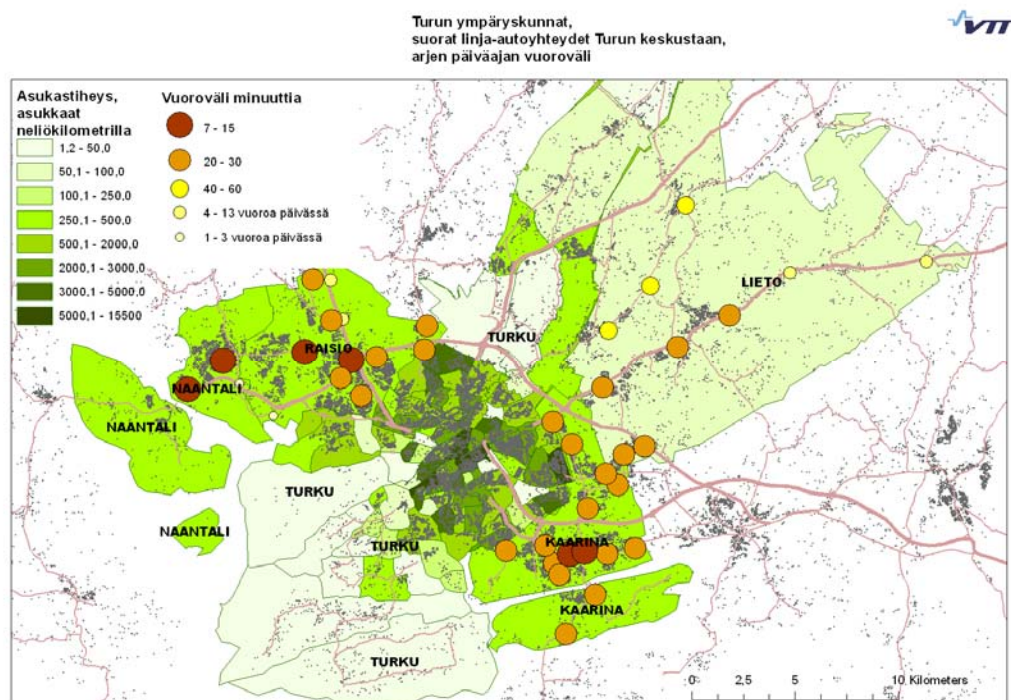 Turun ympäryskunnat,
suorat linja-autoyhteydet Turun keskustaan,
arjen päiväajan vuoroväli
VTT
Asukastiheys,
asukkaat
neliökilometrilla
1,2 - 50,0
50,1 - 100,0
100,1 - 250,0
250,1 - 500,0
500,1 - 2000,0
2000,1 - 3000,0
3000,1 - 5000,0
5000,1 - 15500
Vuoroväli minuuttia
7 - 15
20 - 30
40 - 60
4 - 13 vuoroa päivässä
1 - 3 vuoroa päivässä
LIETO
TURKU
RAISIO
NAANTALI
NAANTALI
TURKU
NAANTALI
TURKU
KAARINA
KAARINA
TURKU
0 2,5 5 10 Kilometers